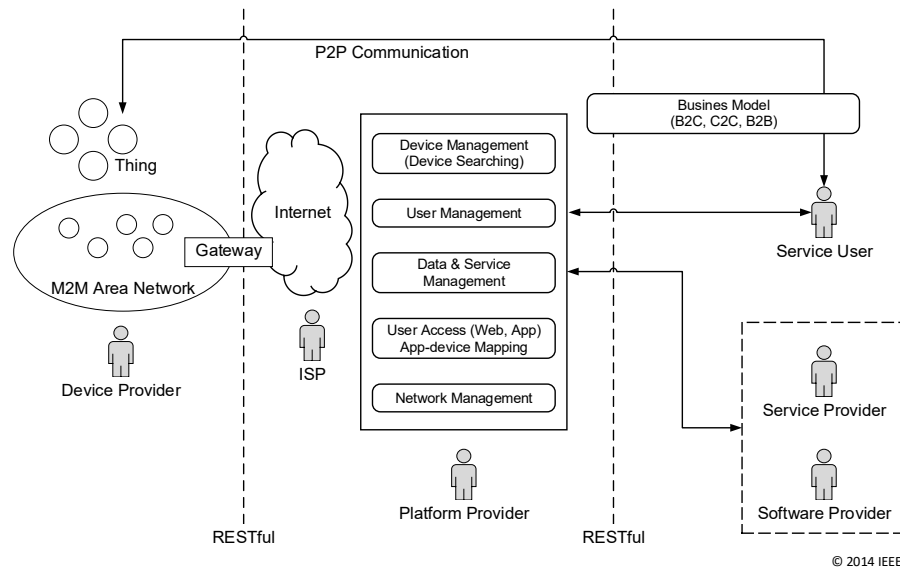 P2P Communication
Busines Model
(B2C, C2C, B2B)
Device Management
(Device Searching)
Thing
Internet
User Management
Service User
Gateway
Data & Service
Management
M2M Area Network
User Access (Web, App)
App-device Mapping
ISP
Device Provider
Network Management
Service Provider
Platform Provider
Software Provider
RESTful
RESTful
© 2014 IEEE